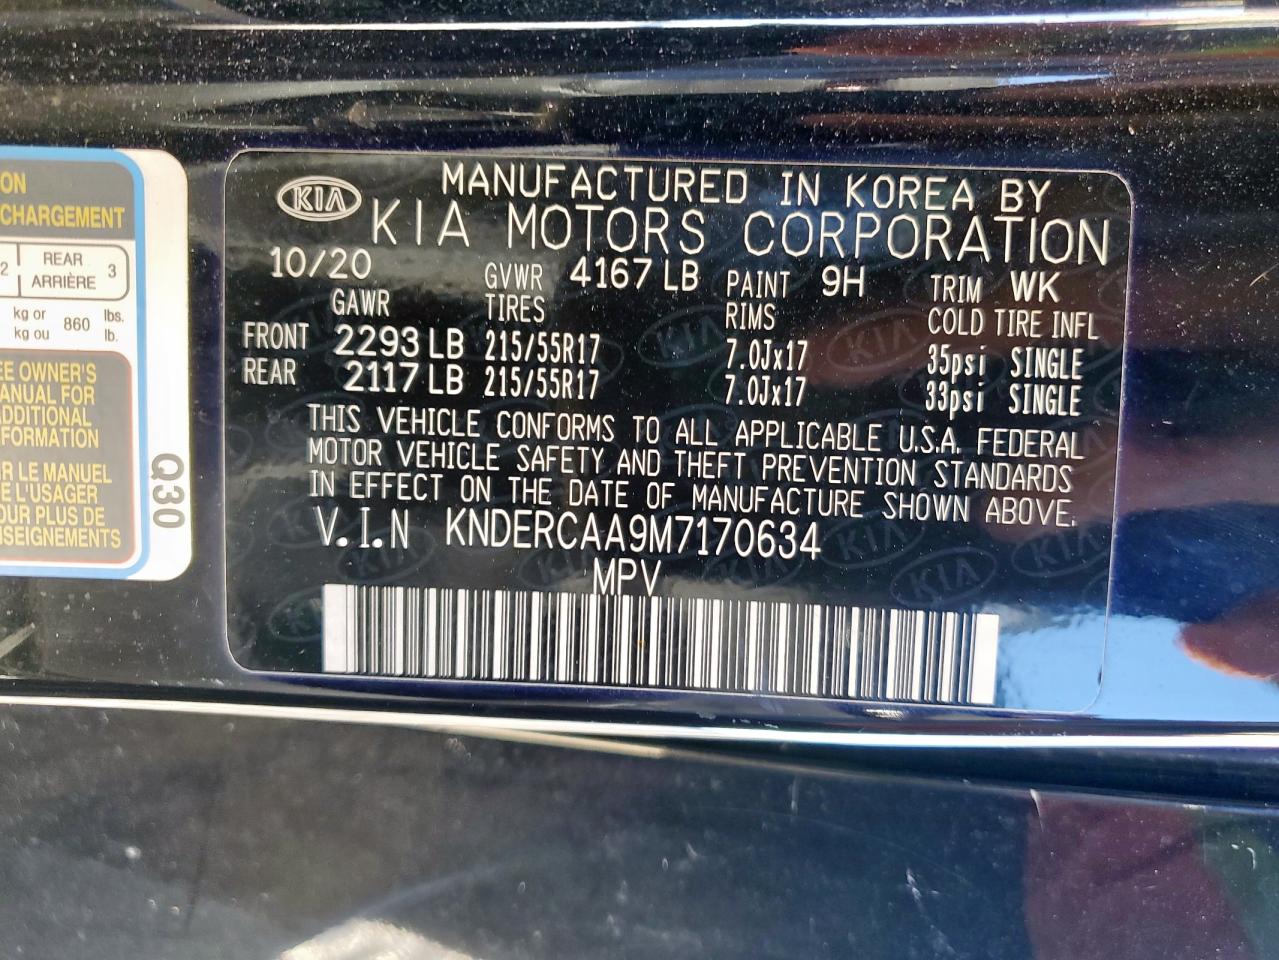 ON
CHARGEMENT
2 REAR ARRIÈRE 3
kg or kg ou 860 lbs. lb.
EE OWNER'S
MANUAL FOR
ADDITIONAL
FORMATION
IR LE MANUEL
E L'USAGER
OUR PLUS DE
NSEIGNEMENTS
Q30
KIA
MANUFACTURED IN KOREA BY
KIA MOTORS CORPORATION
10/20 GVWR 4167 LB PAINT 9H TRIM WK
GAWR TIRES RIMS COLD TIRE INFL
FRONT 2293 LB 215/55R17 7.0Jx17 35psi SINGLE
REAR 2117 LB 215/55R17 7.0Jx17 33psi SINGLE
THIS VEHICLE CONFORMS TO ALL APPLICABLE U.S.A. FEDERAL
MOTOR VEHICLE SAFETY AND THEFT PREVENTION STANDARDS
IN EFFECT ON THE DATE OF MANUFACTURE SHOWN ABOVE.
V.I.N KNDERCAA9M7170634
MPV